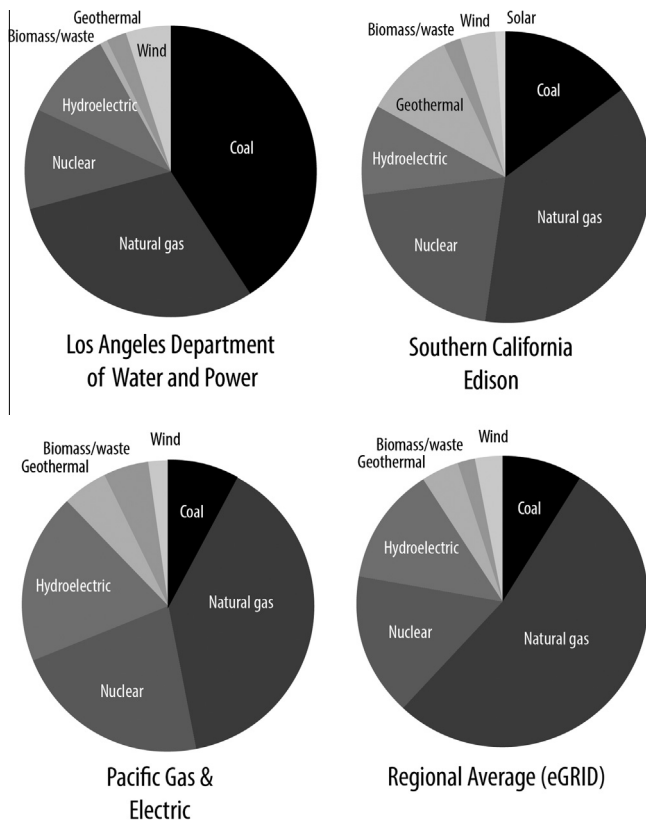 Geothermal
Biomass/waste
Wind
Hydroelectric
Coal
Nuclear
Natural gas
Los Angeles Department
of Water and Power
Solar
Wind
Biomass/waste
Coal
Geothermal
Hydroelectric
Natural gas
Nuclear
Southern California
Edison
Wind
Biomass/waste
Geothermal
Coal
Hydroelectric
Natural gas
Nuclear
Pacific Gas &
Electric
Wind
Biomass/waste
Geothermal
Coal
Hydroelectric
Nuclear
Natural gas
Regional Average (eGRID)